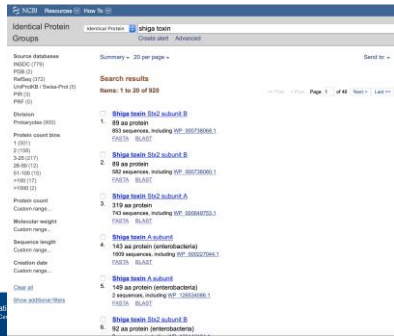 NCBI Resources How To
Identical Protein Groups
Identical Protein shiga toxin
Create alert Advanced
Source databases
INSDC (779)
PDB (2)
RefSeq (372)
UniProtKB / Swiss-Prot (5)
PIR (3)
PRF (5)
Division
Prokaryotes (893)
Protein count bins
2 (158)
3-25 (217)
51-100 (15)
>100 (17)
>1000 (2)
Protein count
Custom range...
Molecular weight
Custom range...
Sequence length
Custom range...
Creation date
Custom range...
Clear all
Show additional filters
Summary 20 per page
Send to:
Search results
Items: 1 to 20 of 920
<< First < Prev Page 1 of 46 Next > Last >>
Shiga toxin Stx2 subunit B
1. 89 aa protein
853 sequences, including
FASTA BLAST
Shiga toxin Stx2 subunit B
2. 89 aa protein
582 sequences, including
FASTA BLAST
Shiga toxin Stx2 subunit A
3. 319 aa protein
743 sequences, including
FASTA BLAST
Shiga toxin A subunit
4. 143 aa protein (enterobacteria)
1609 sequences, including
FASTA BLAST
Shiga toxin A subunit
5. 149 aa protein (enterobacteria)
2 sequences, including
FASTA BLAST
Shiga toxin Stx2 subunit B
6. 92 aa protein (enterobacteria)